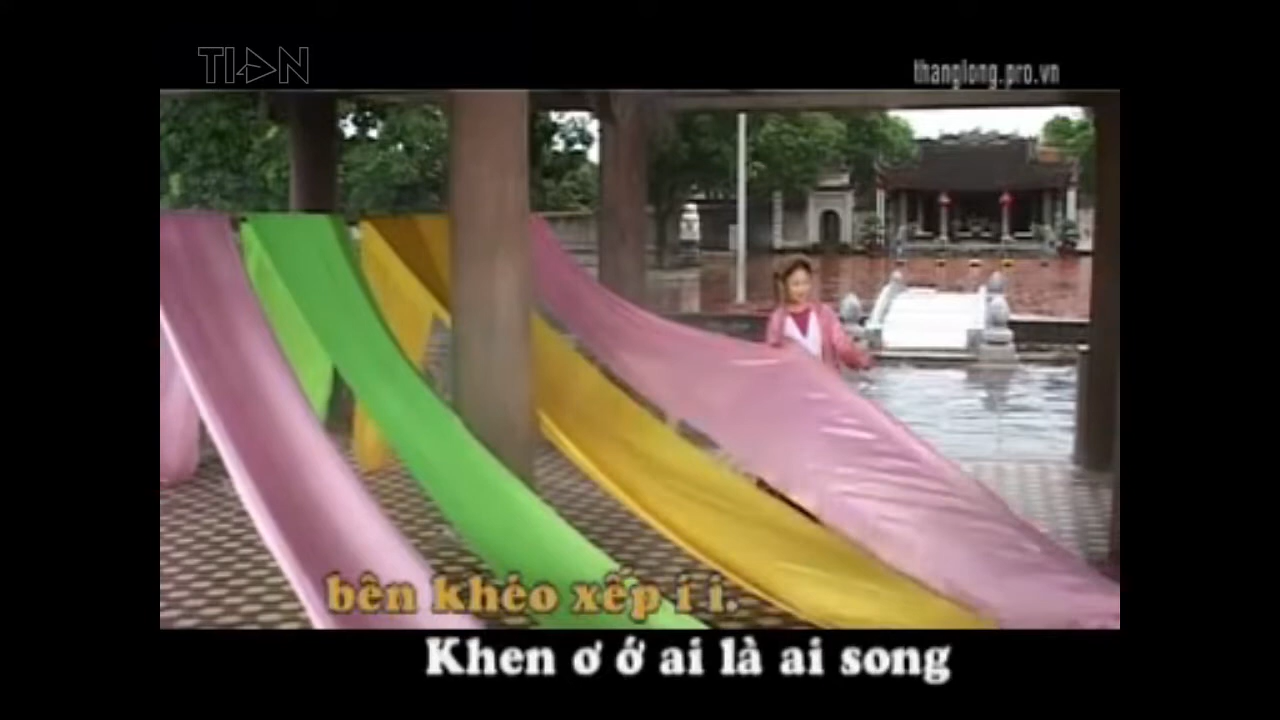 TIAN
thanglong.pro.vn
bên khéo xếp í i.
Khen ơ ớ ai là ai song